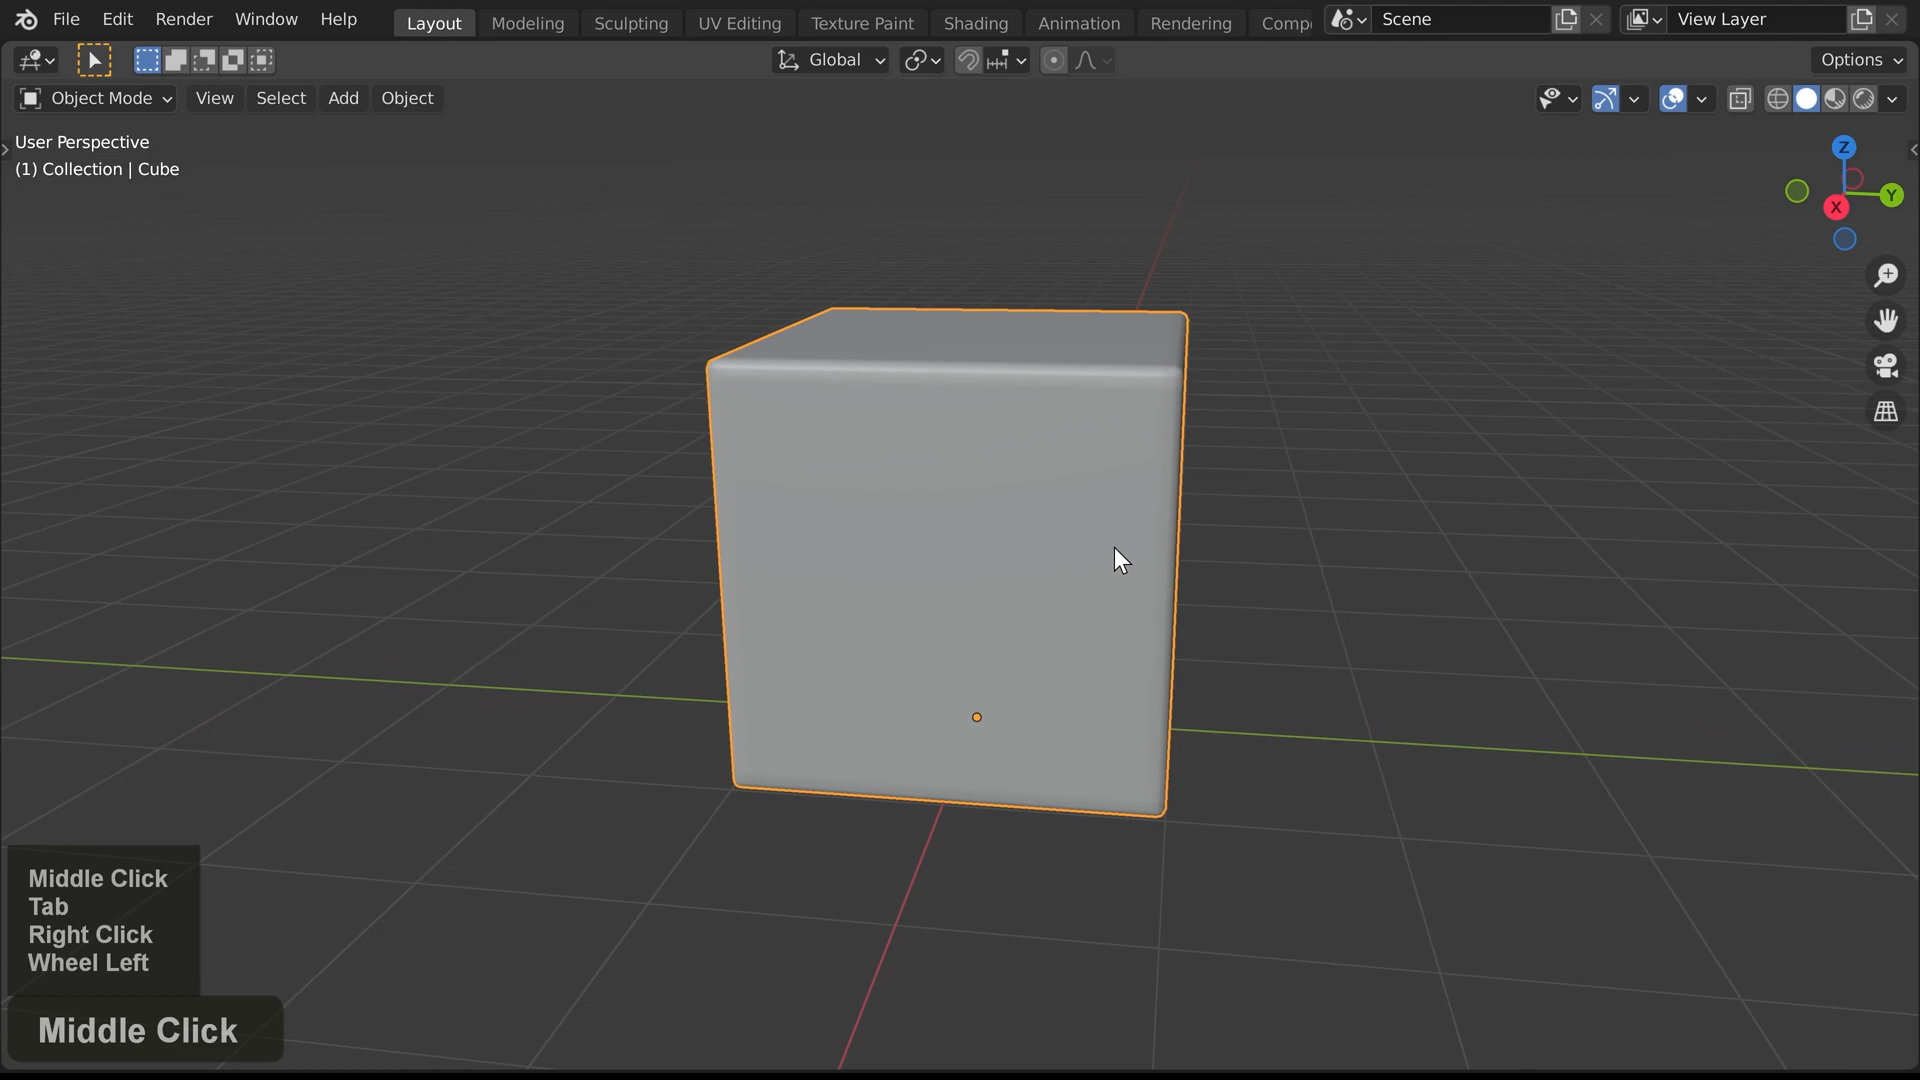 File Edit Render Window Help Layout Modeling Sculpting UV Editing Texture Paint Shading Animation Rendering Comp Scene View Layer
Global Options
Object Mode View Select Add Object
User Perspective
(1) Collection | Cube
Z
Y
X
Middle Click
Tab
Right Click
Wheel Left
Middle Click